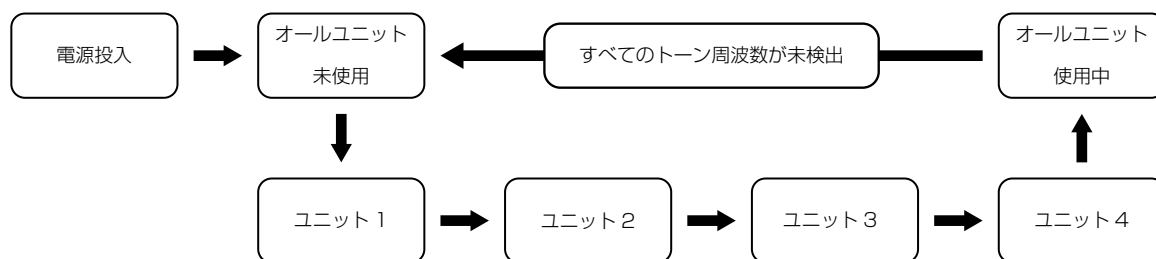 電源投入
オールユニット
未使用
すべてのトーン周波数が未検出
オールユニット
使用中
ユニット 1
ユニット 2
ユニット 3
ユニット 4